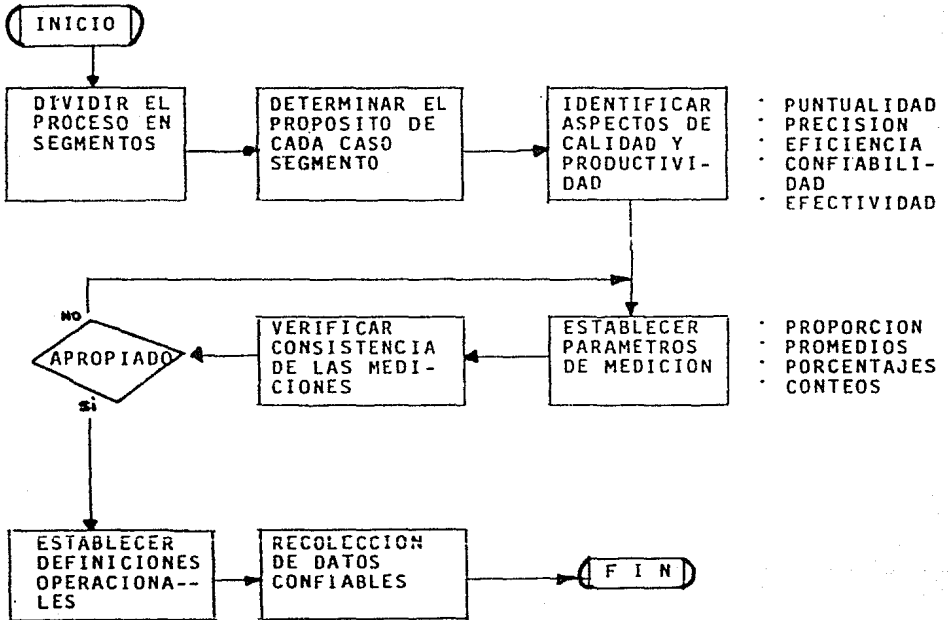 INICIO
DIVIDIR EL
PROCESO EN
SEGMENTOS
DETERMINAR EL
PROPOSITO DE
CADA CASO
SEGMENTO
IDENTIFICAR
ASPECTOS DE
CALIDAD Y
PRODUCTIVI-
DAD
· PUNTUALIDAD
· PRECISION
· EFICIENCIA
· CONFIABILI-
DAD
· EFECTIVIDAD
NO
APROPIADO
Si
VERIFICAR
CONSISTENCIA
DE LAS MEDI-
CIONES
ESTABLECER
PARAMETROS
DE MEDICION
· PROPORCION
· PROMEDIOS
· PORCENTAJES
· CONTEOS
ESTABLECER
DEFINICIONES
OPERACIONA--
LES
RECOLECCION
DE DATOS
CONFIABLES
F I N